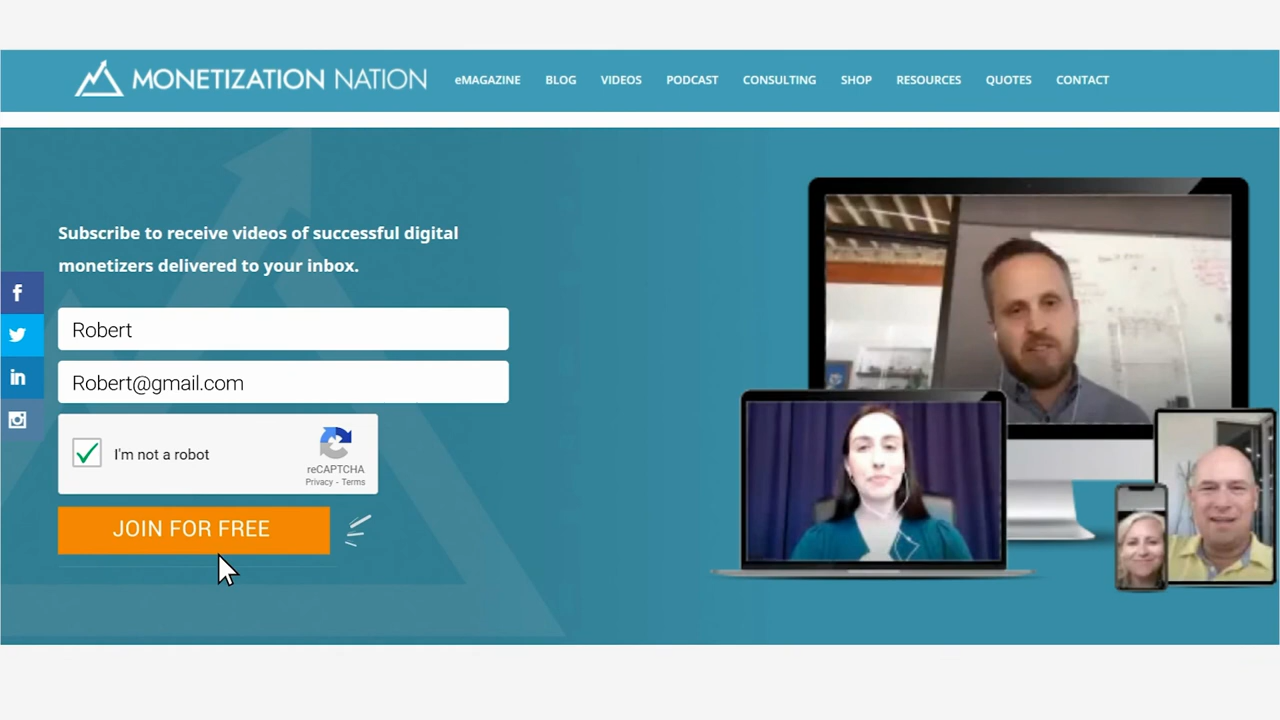 MONETIZATION NATION
eMAGAZINE
BLOG
VIDEOS
PODCAST
CONSULTING
SHOP
RESOURCES
QUOTES
CONTACT
Subscribe to receive videos of successful digital
monetizers delivered to your inbox.
Robert
Robert@gmail.com
I'm not a robot
reCAPTCHA
Privacy - Terms
JOIN FOR FREE